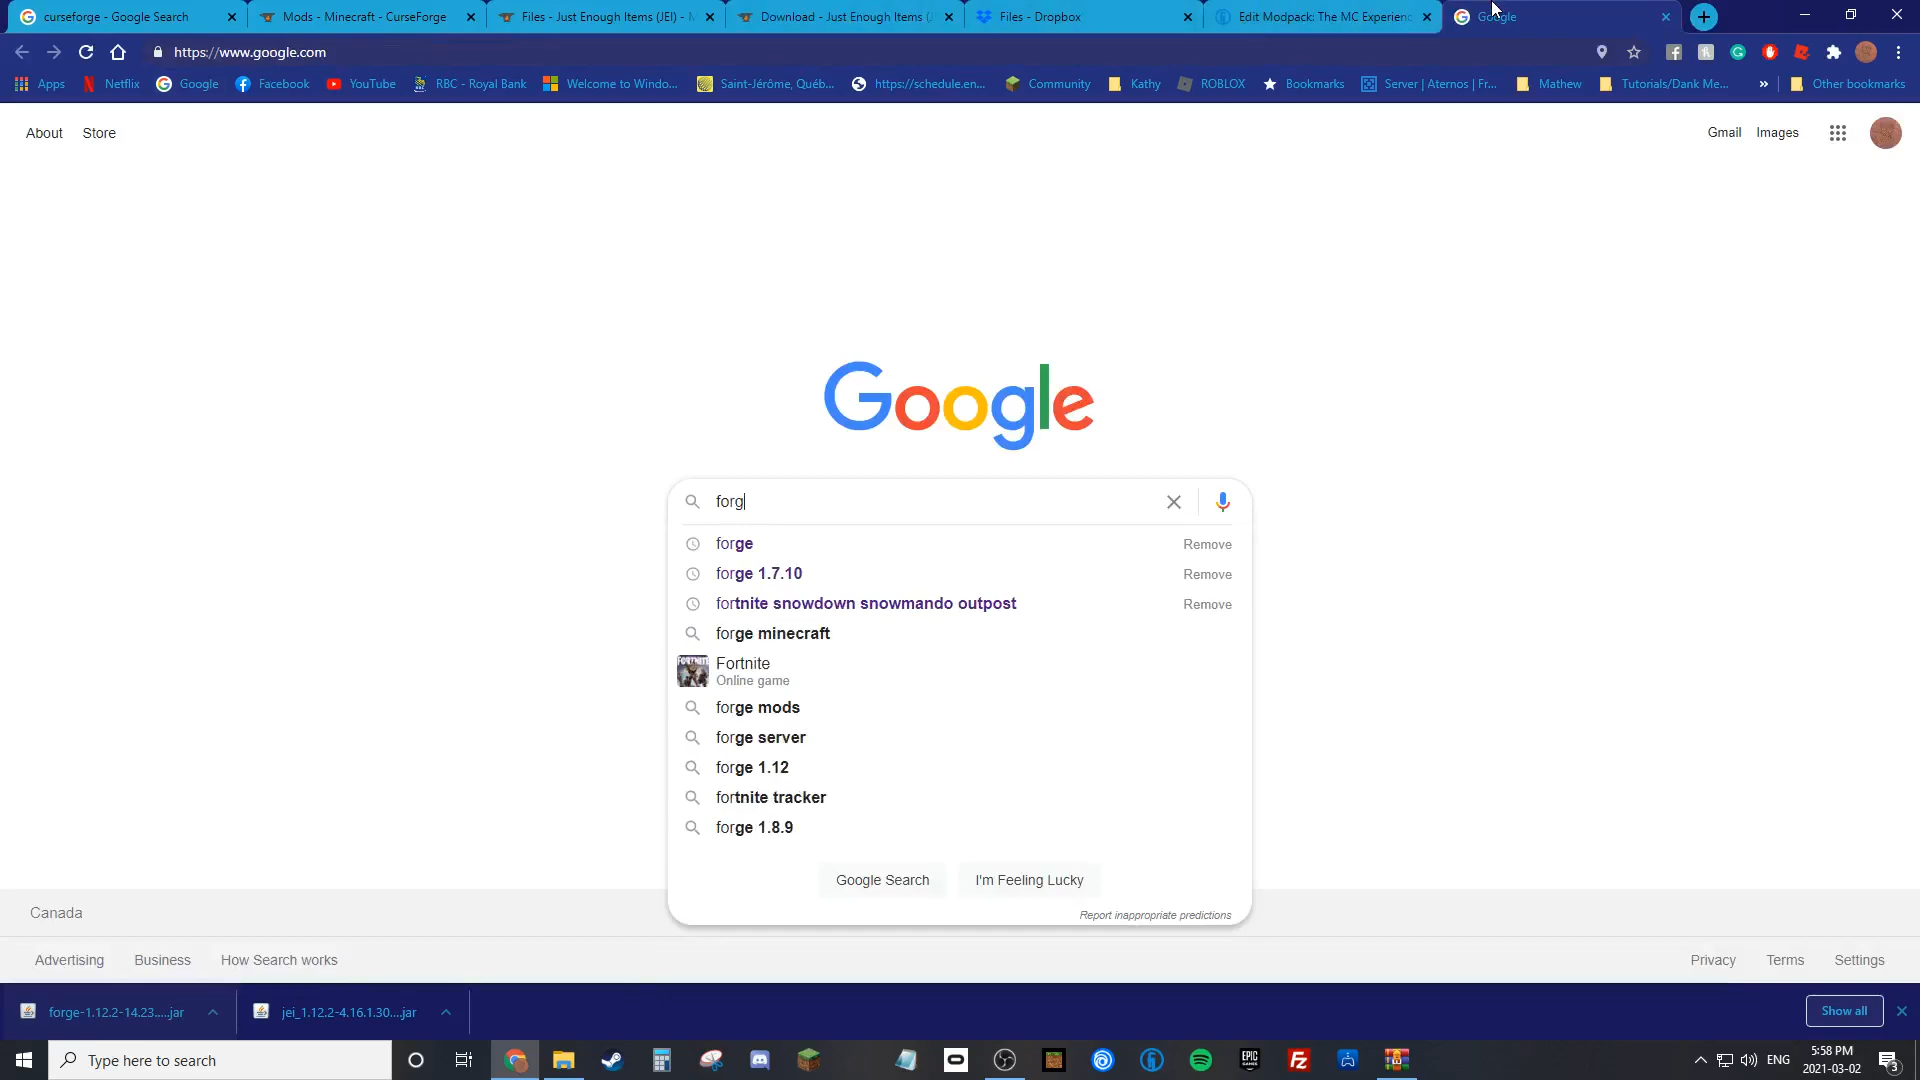 curseforge - Google Search
Mods - Minecraft - CurseForge
Files - Just Enough Items (JEI) - M
Download - Just Enough Items (J
Files - Dropbox
Edit Modpack: The MC Experienc
Google
https://www.google.com
Apps
Netflix
Google
Facebook
YouTube
RBC - Royal Bank
Welcome to Windo...
Saint-Jérôme, Québ...
https://schedule.en...
Community
Kathy
ROBLOX
Bookmarks
Server | Aternos | Fr...
Mathew
Tutorials/Dank Me...
»
Other bookmarks
About
Store
Gmail
Images
Google
forg
forge
Remove
forge 1.7.10
Remove
fortnite snowdown snowmando outpost
Remove
forge minecraft
Fortnite
Online game
forge mods
forge server
forge 1.12
fortnite tracker
forge 1.8.9
Google Search
I'm Feeling Lucky
Report inappropriate predictions
Canada
Advertising
Business
How Search works
Privacy
Terms
Settings
forge-1.12.2-14.23.....jar
jei_1.12.2-4.16.1.30....jar
Show all
Type here to search
EPIC GAMES
ENG
5:58 PM
2021-03-02
3